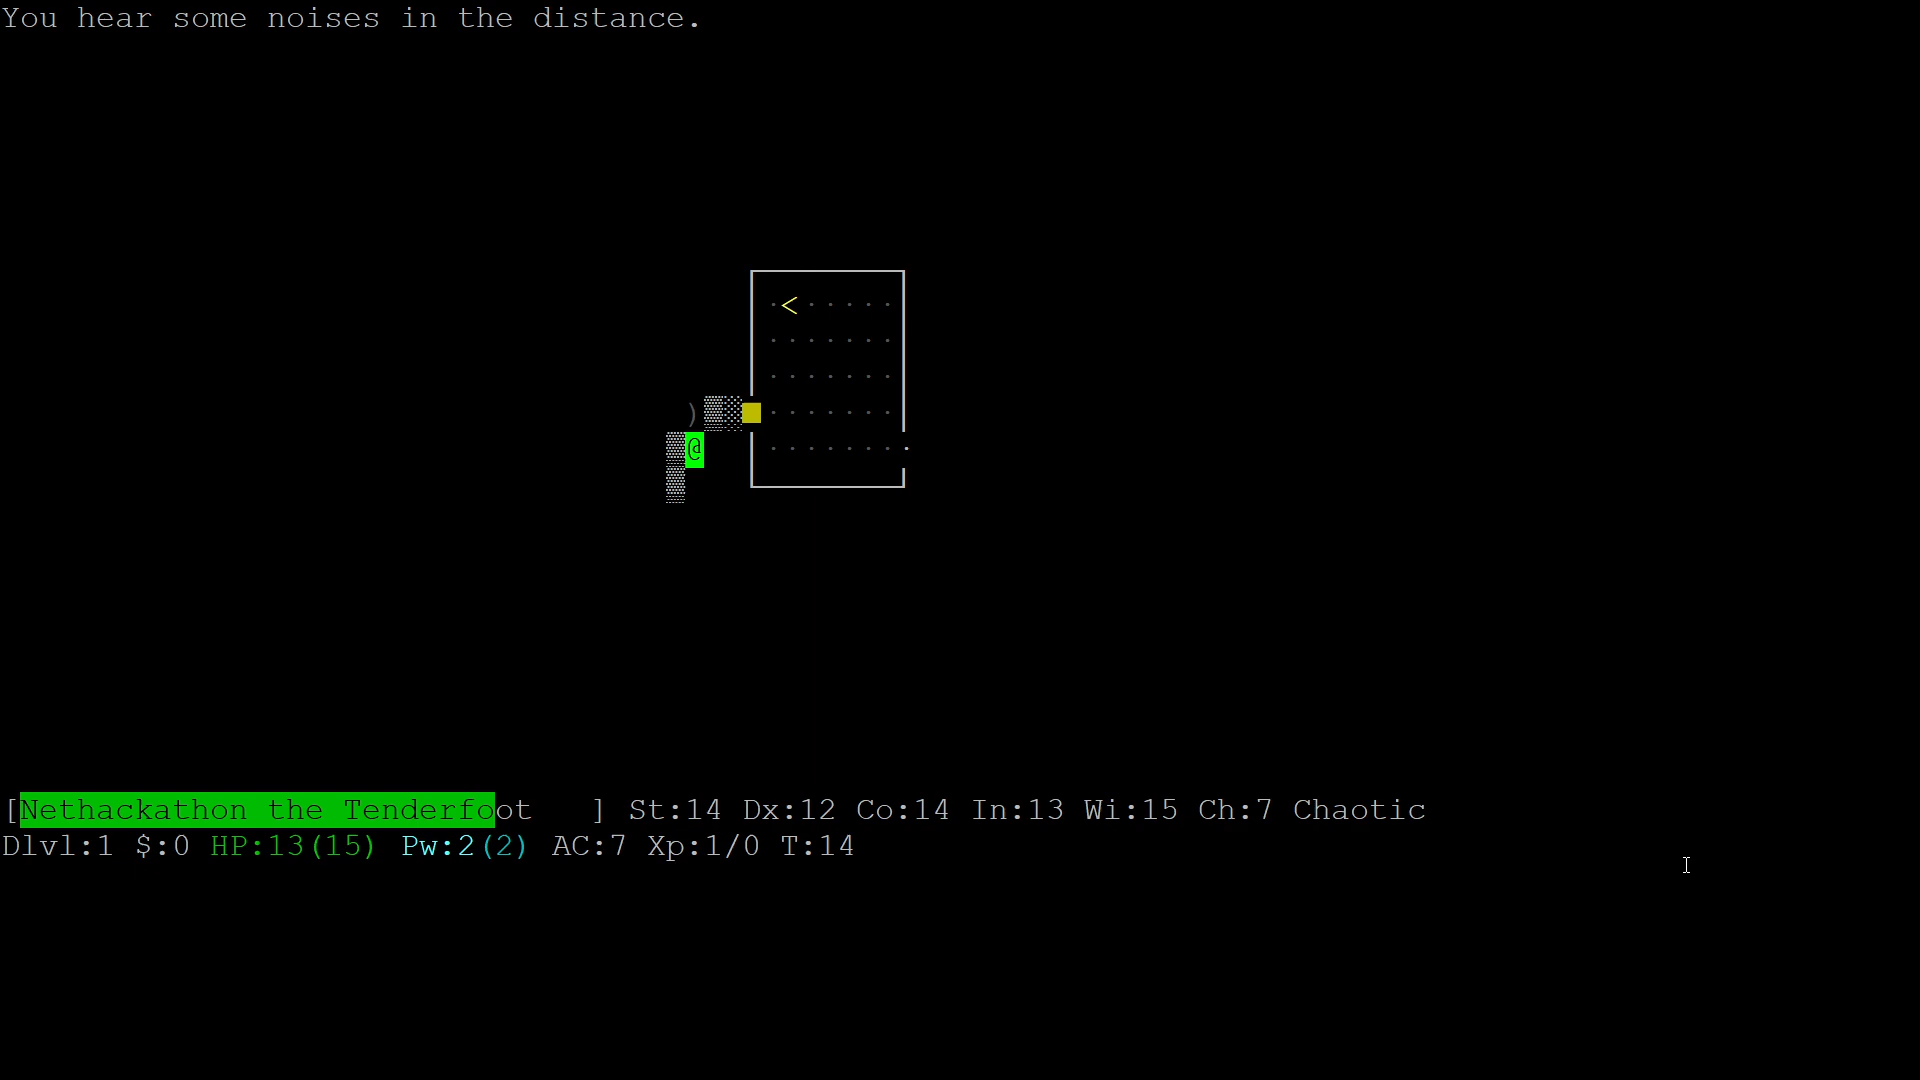 You hear some noises in the distance.
.<.....
.......
.......
).......
@........
[Nethackathon the Tenderfoot ] St:14 Dx:12 Co:14 In:13 Wi:15 Ch:7 Chaotic
Dlvl:1 $:0 HP:13(15) Pw:2(2) AC:7 Xp:1/0 T:14